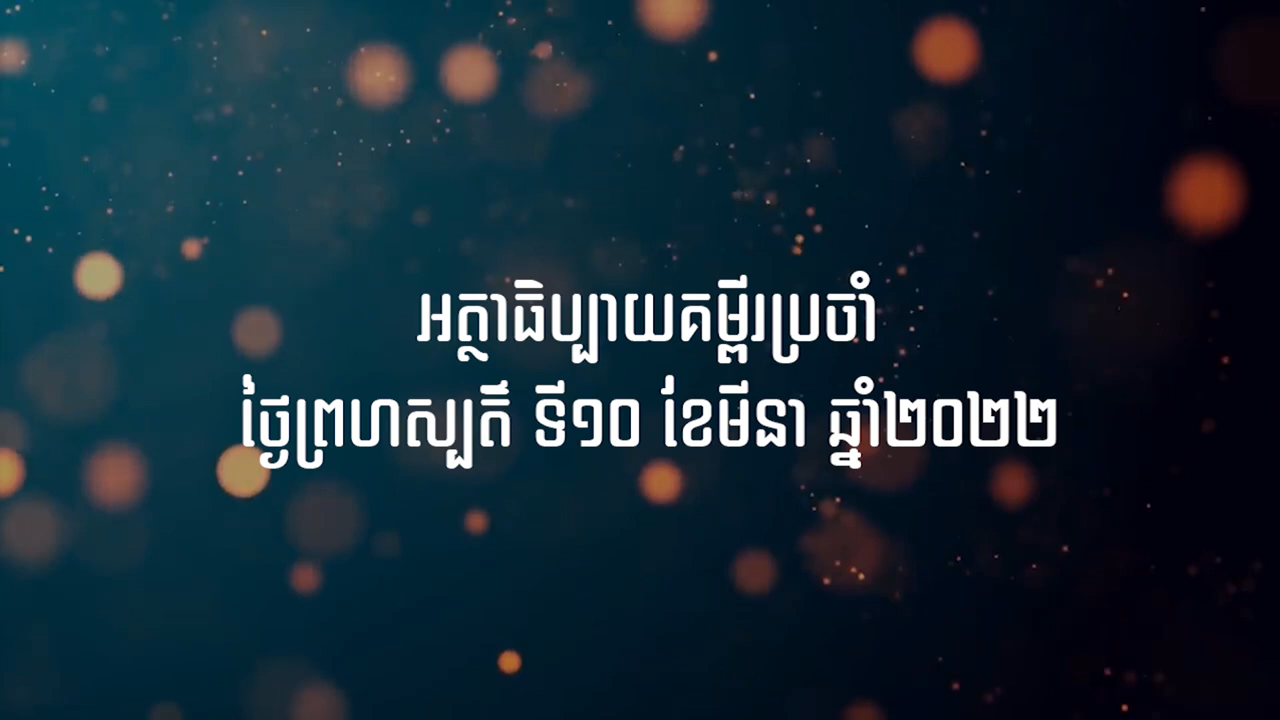 អត្ថាធិប្បាយគម្ពីរប្រចាំ
ថ្ងៃព្រហស្បតិ៍ ទី១០ ខែមីនា ឆ្នាំ២០២២